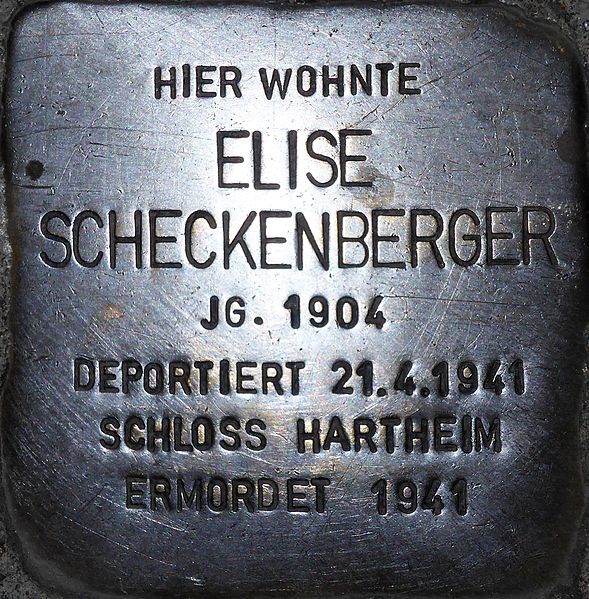 HIER WOHNTE
ELISE
SCHECKENBERGER
JG. 1904
DEPORTIERT 21.4.1941
SCHLOSS HARTHEIM
ERMORDET 1941